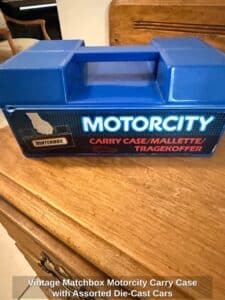 MATCHBOX
MOTORCITY
CARRY CASE/MALLETTE/
TRAGEKOFFER
Vintage Matchbox Motorcity Carry Case
with Assorted Die-Cast Cars